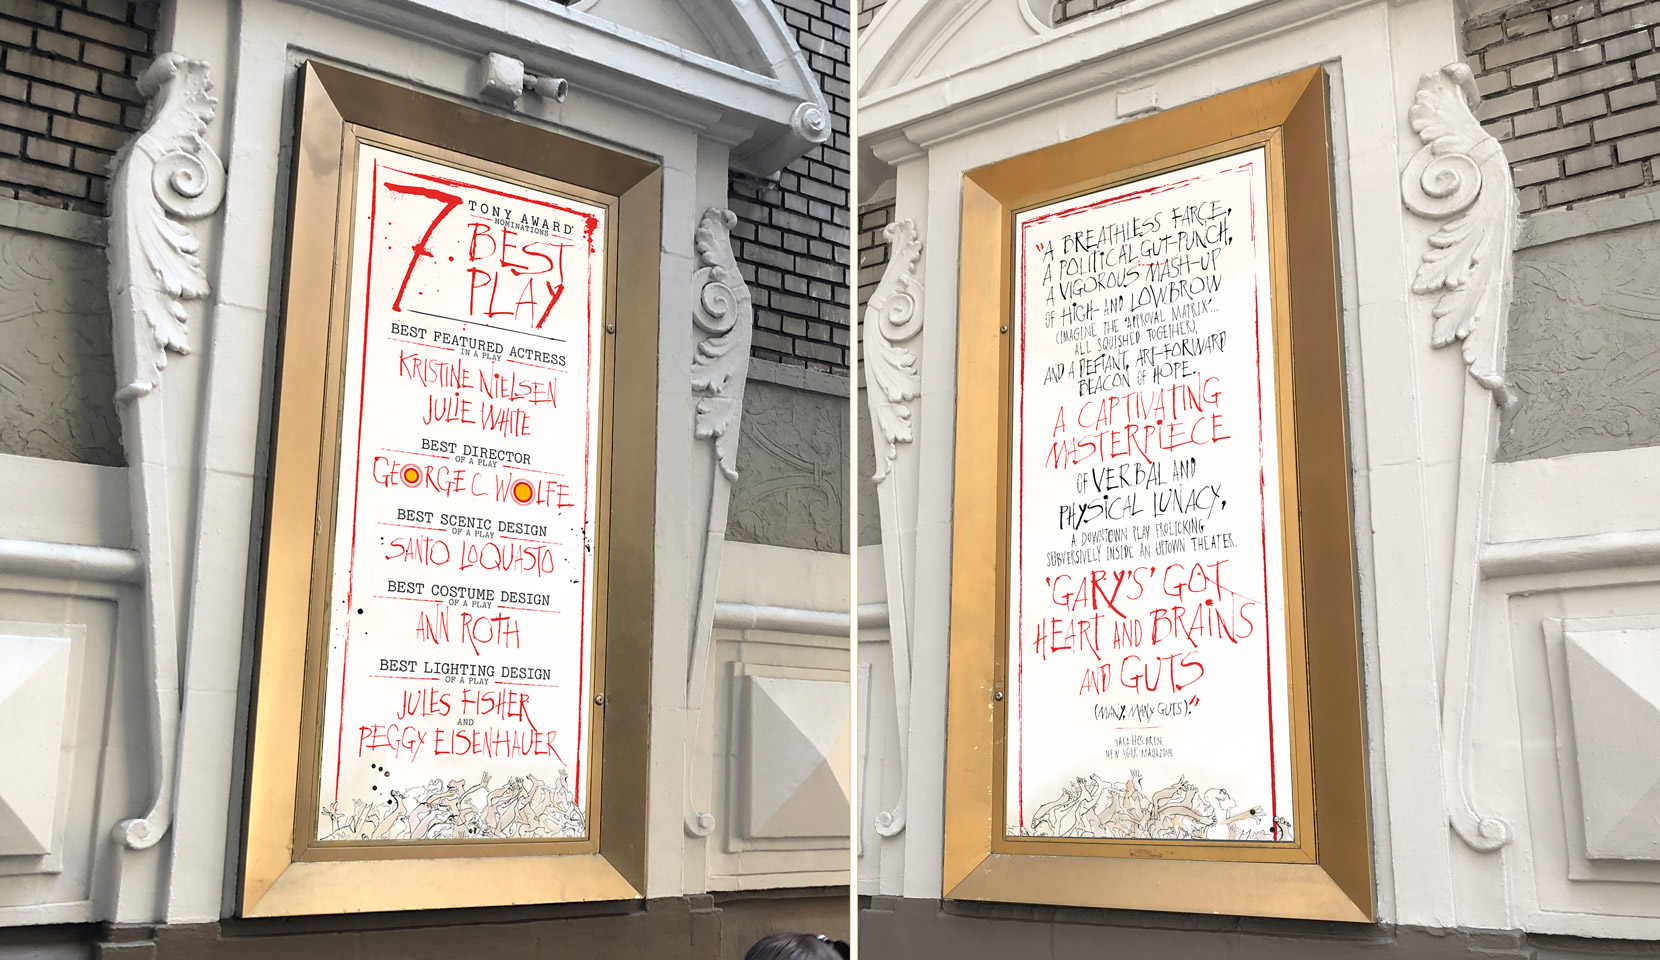 7
TONY AWARD®
NOMINATIONS
BEST
PLAY
BEST FEATURED ACTRESS
IN A PLAY
KRISTINE NIELSEN
JULIE WHITE
BEST DIRECTOR
OF A PLAY
GEORGE C. WOLFE
BEST SCENIC DESIGN
OF A PLAY
SANTO LOQUASTO
BEST COSTUME DESIGN
OF A PLAY
ANN ROTH
BEST LIGHTING DESIGN
OF A PLAY
JULES FISHER
AND
PEGGY EISENHAUER
"A BREATHLESS FARCE,
A POLITICAL GUT-PUNCH,
A VIGOROUS MASH-UP
OF HIGH- AND LOWBROW
(IMAGINE THE 'APPROVAL MATRIX'...
ALL SQUISHED TOGETHER),
AND A DEFIANT, ART-FORWARD
BEACON OF HOPE.
A CAPTIVATING
MASTERPIECE
OF VERBAL AND
PHYSICAL LUNACY,
A DOWNTOWN PLAY FROLICKING
SUBVERSIVELY INSIDE AN UPTOWN THEATER.
'GARY'S' GOT
HEART AND BRAINS
AND GUTS
(MANY, MANY GUTS)."
SARA HOLDREN
NEW YORK MAGAZINE